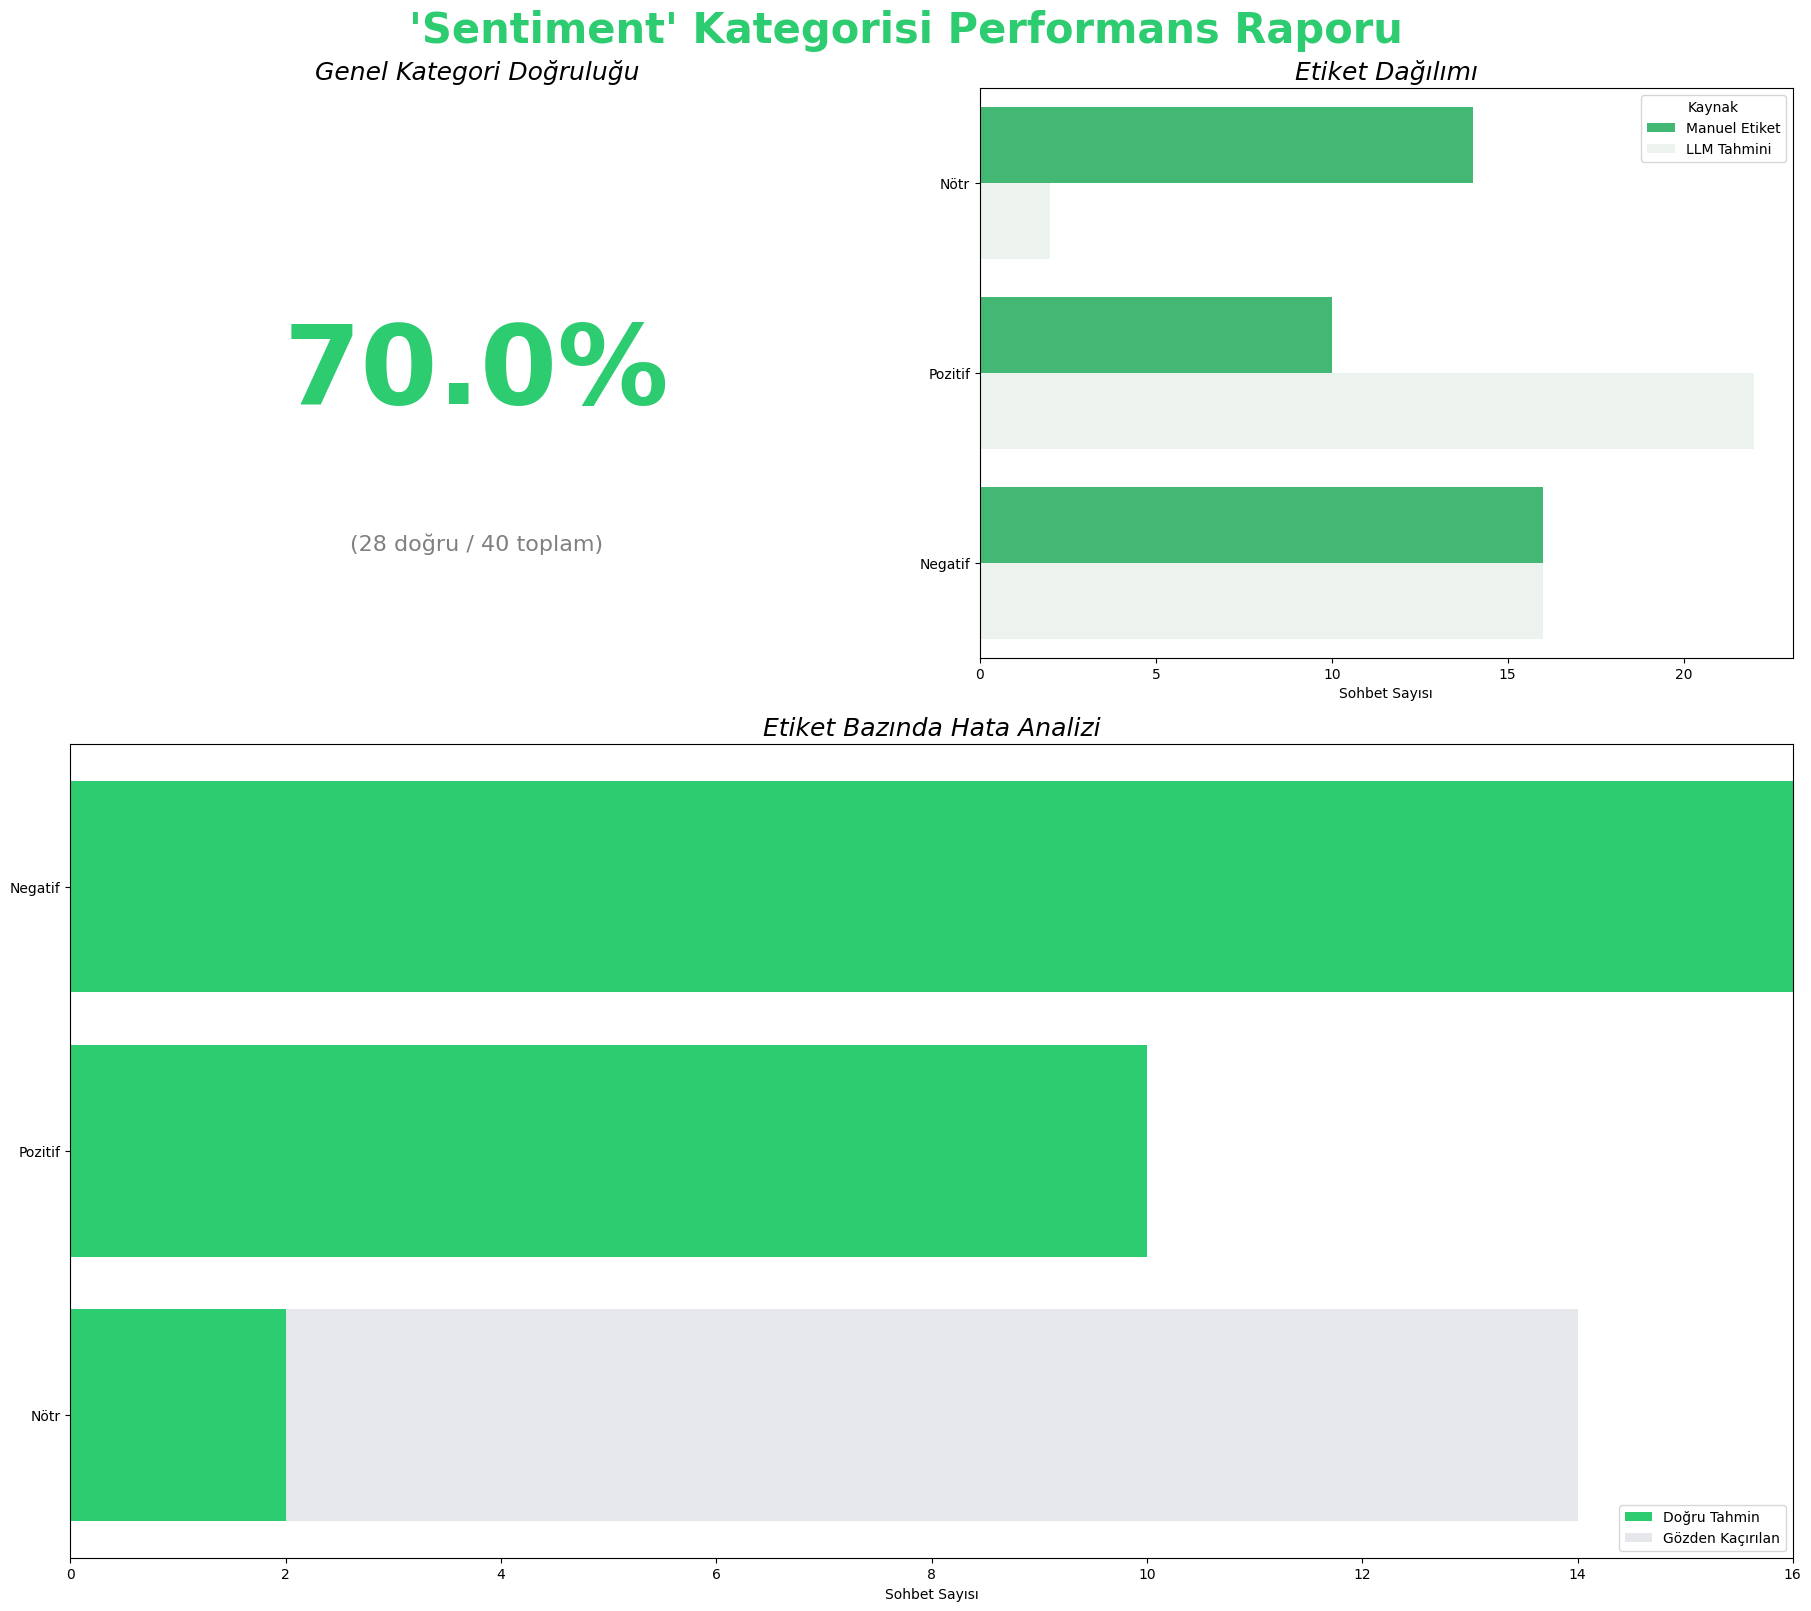 'Sentiment' Kategorisi Performans Raporu
Genel Kategori Doğruluğu
70.0%
(28 doğru / 40 toplam)
Etiket Dağılımı
Kaynak
Manuel Etiket
LLM Tahmini
Nötr
Pozitif
Negatif
0 5 10 15 20
Sohbet Sayısı
Etiket Bazında Hata Analizi
Negatif
Pozitif
Nötr
Doğru Tahmin
Gözden Kaçırılan
0 2 4 6 8 10 12 14 16
Sohbet Sayısı